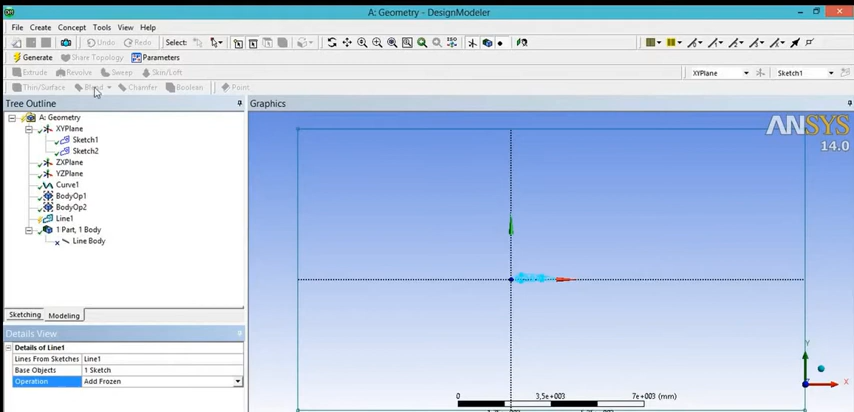 A: Geometry - DesignModeler
File Create Concept Tools View Help
Undo Redo Select:
Generate Share Topology Parameters
Extrude Revolve Sweep Skin/Loft XYPlane Sketch1
Thin/Surface Blend Chamfer Boolean Point
Tree Outline Graphics
A: Geometry
XYPlane
Sketch1
Sketch2
ZXPlane
YZPlane
Curve1
BodyOp1
BodyOp2
Line1
1 Part, 1 Body
Line Body
ANSYS
14.0
Sketching Modeling
Details View
Details of Line1
Lines From Sketches Line1
Base Objects 1 Sketch
Operation Add Frozen
Y
X
0 3,5e+003 7e+003 (mm)